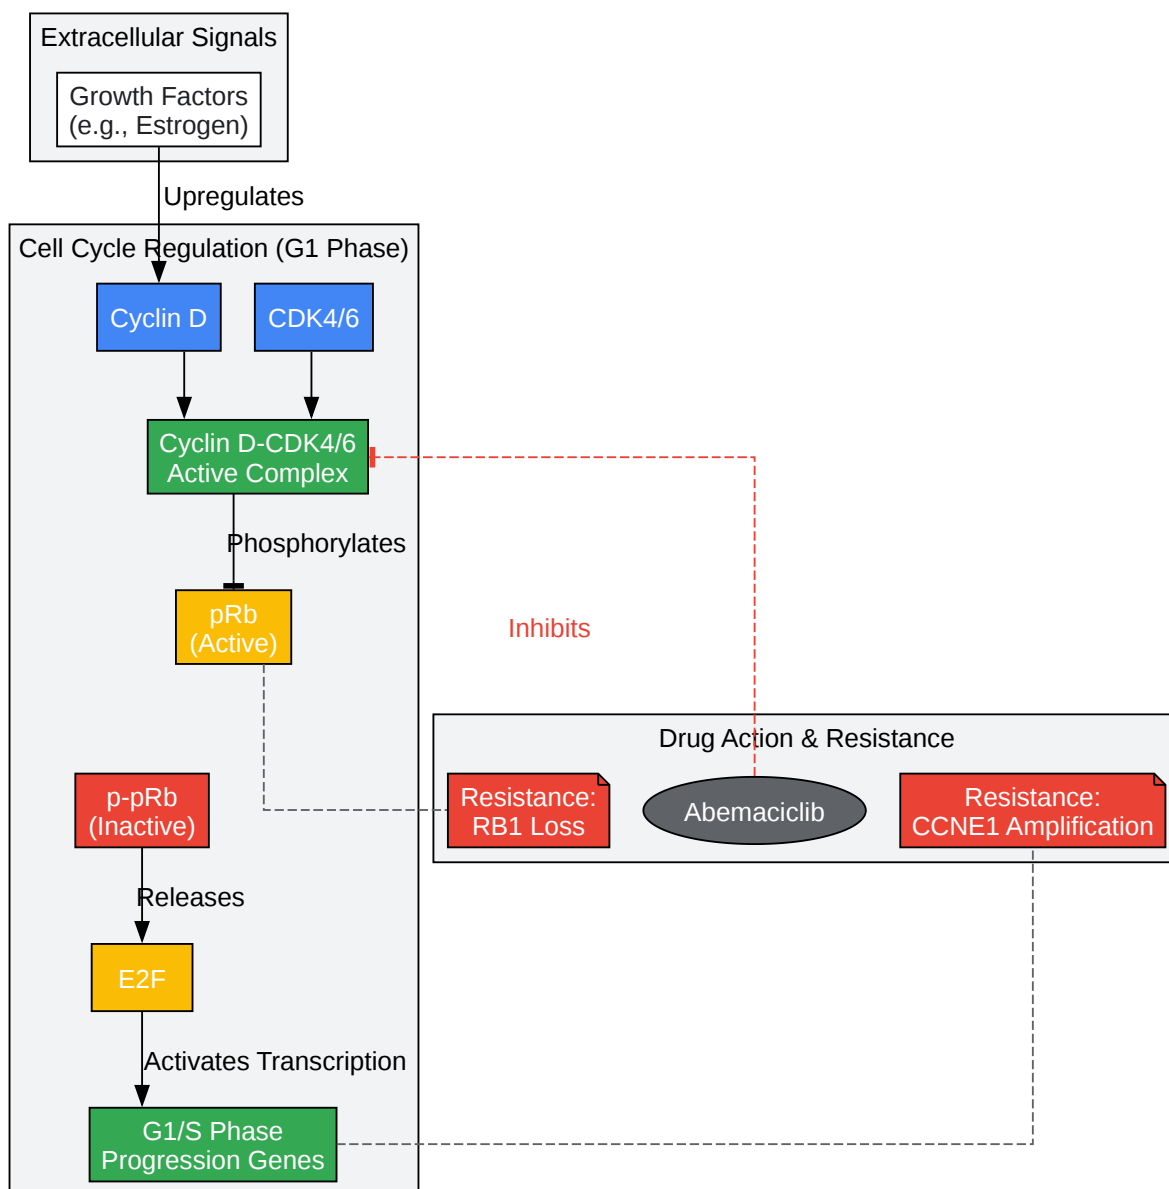 Extracellular Signals
Growth Factors
(e.g., Estrogen)
Upregulates
Cell Cycle Regulation (G1 Phase)
Cyclin D
CDK4/6
Cyclin D-CDK4/6
Active Complex
Phosphorylates
pRb
(Active)
Inhibits
Drug Action & Resistance
Resistance:
RB1 Loss
Abemaciclib
Resistance:
CCNE1 Amplification
p-pRb
(Inactive)
Releases
E2F
Activates Transcription
G1/S Phase
Progression Genes